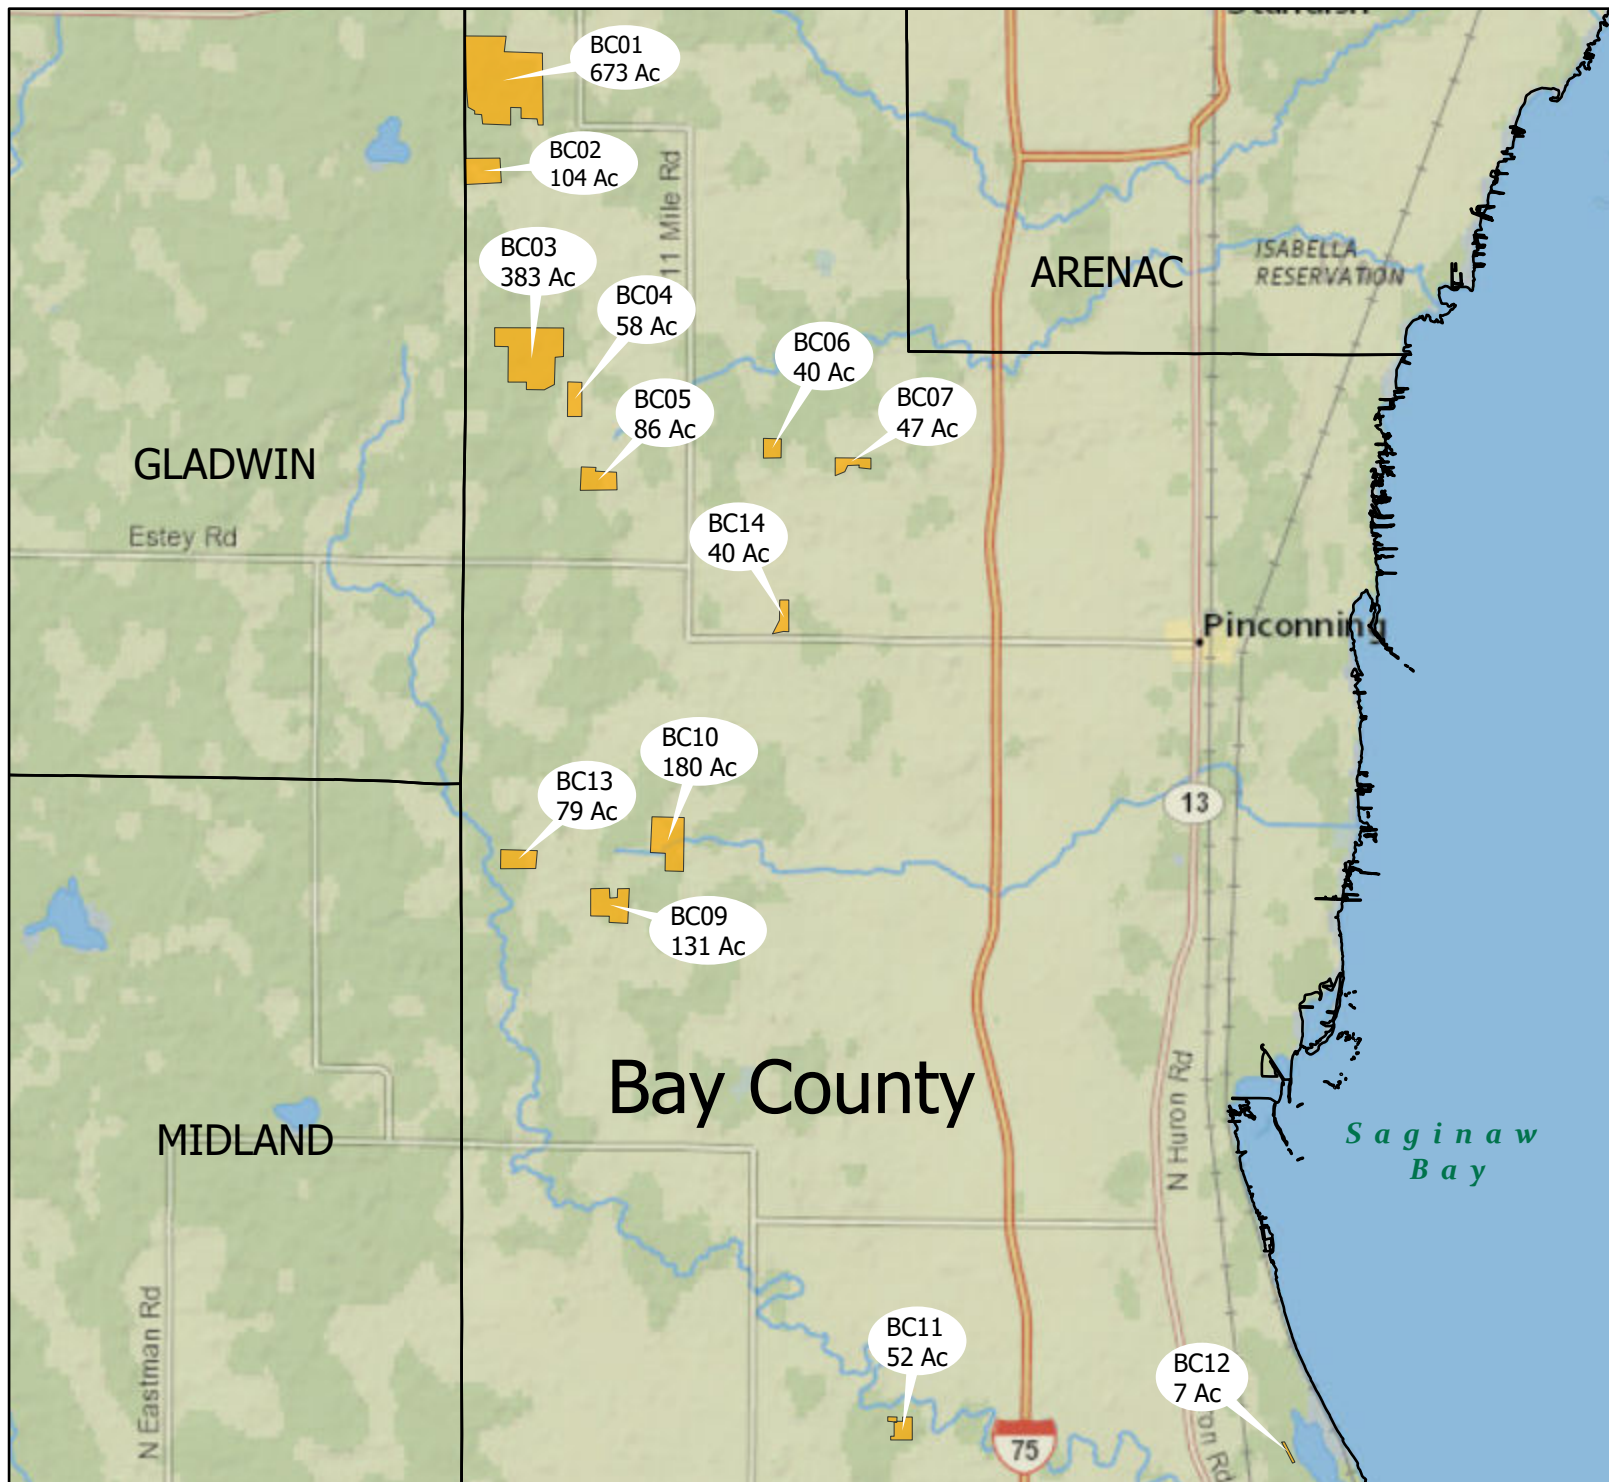 BC01
673 Ac
BC02
104 Ac
11 Mile Rd
BC03
383 Ac
ISABELLA
RESERVATION
ARENAC
BC04
58 Ac
BC06
40 Ac
BC05
86 Ac
BC07
47 Ac
GLADWIN
Estey Rd
BC14
40 Ac
Pinconning
BC10
180 Ac
BC13
79 Ac
13
BC09
131 Ac
Bay County
N Huron Rd
MIDLAND
Saginaw
Bay
N Eastman Rd
BC11
52 Ac
BC12
7 Ac
75